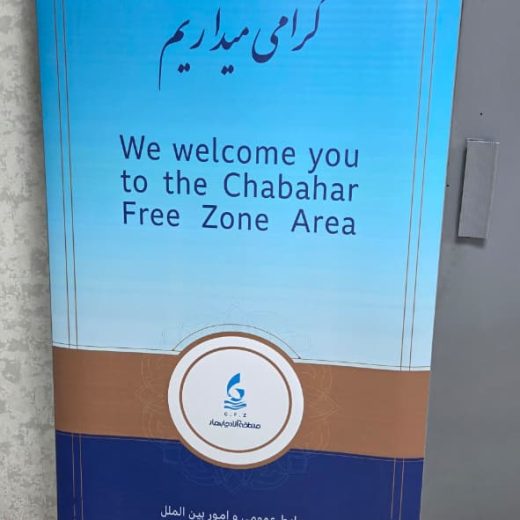 گرامی میداریم
We welcome you
to the Chabahar
Free Zone Area
C.F.Z
منطقه آزاد چابهار
عمومی و امور بین الملل